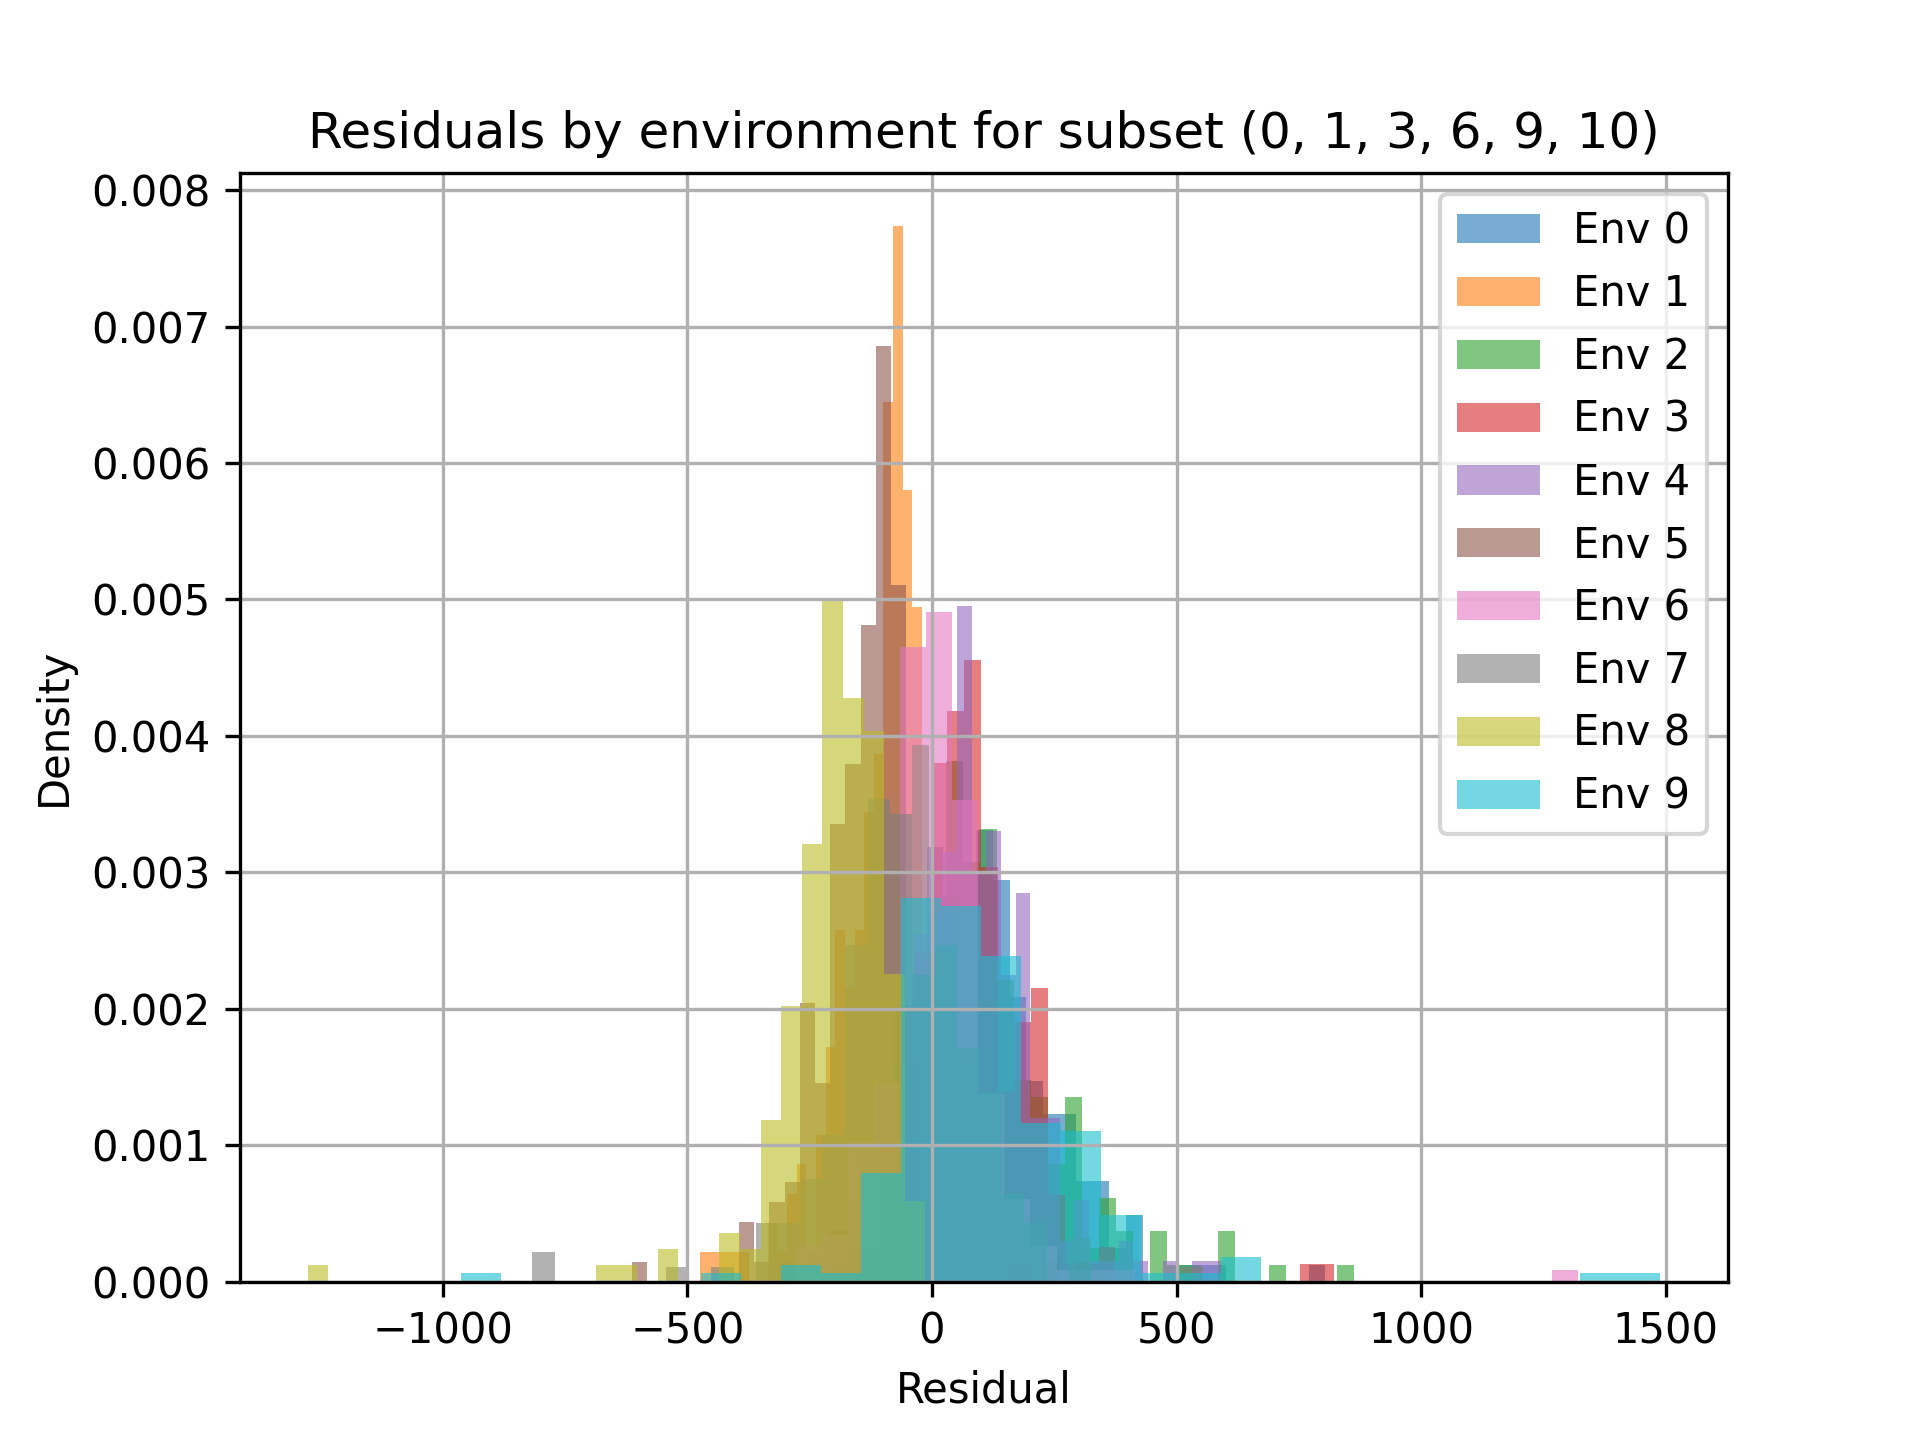 Residuals by environment for subset (0, 1, 3, 6, 9, 10)
0.008
0.007
0.006
0.005
0.004
0.003
0.002
0.001
0.000
Density
Env 0
Env 1
Env 2
Env 3
Env 4
Env 5
Env 6
Env 7
Env 8
Env 9
−1000 −500 0 500 1000 1500
Residual